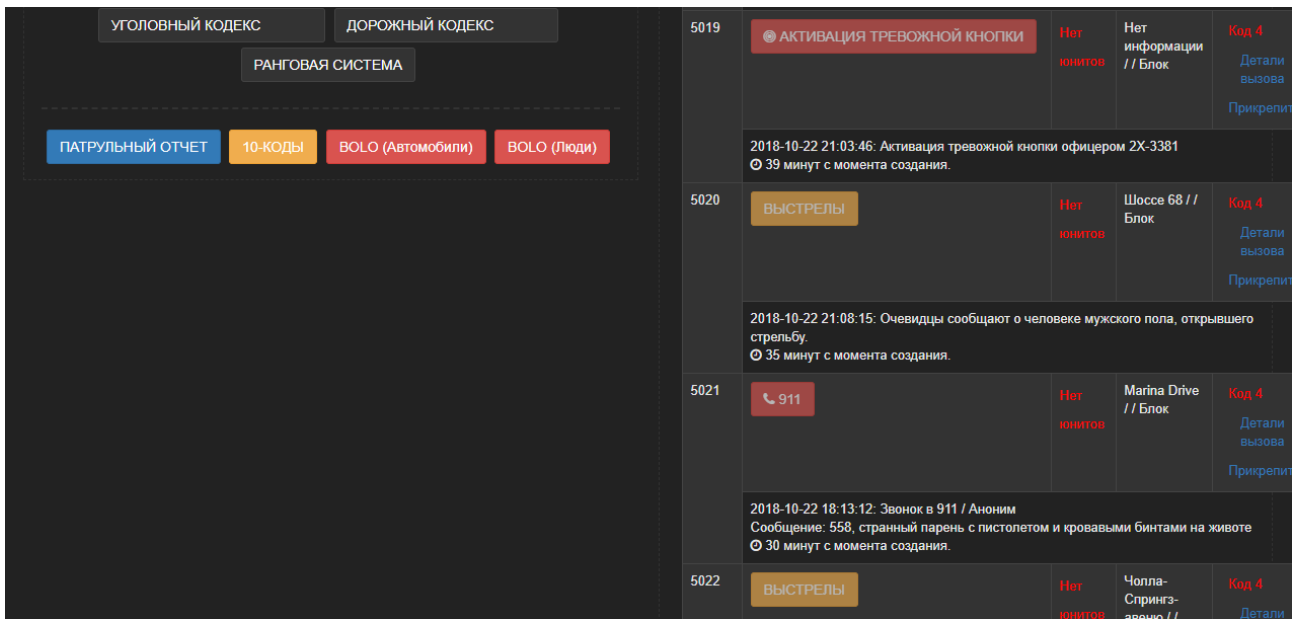 УГОЛОВНЫЙ КОДЕКС
ДОРОЖНЫЙ КОДЕКС
РАНГОВАЯ СИСТЕМА
ПАТРУЛЬНЫЙ ОТЧЕТ
10-КОДЫ
BOLO (Автомобили)
BOLO (Люди)
5019
АКТИВАЦИЯ ТРЕВОЖНОЙ КНОПКИ
Нет
юнитов
Нет
информации
/ / Блок
Код 4
Детали
вызова
Прикрепит
2018-10-22 21:03:46: Активация тревожной кнопки офицером 2X-3381
39 минут с момента создания.
5020
ВЫСТРЕЛЫ
Нет
юнитов
Шоссе 68 / /
Блок
Код 4
Детали
вызова
Прикрепит
2018-10-22 21:08:15: Очевидцы сообщают о человеке мужского пола, открывшего
стрельбу.
35 минут с момента создания.
5021
911
Нет
юнитов
Marina Drive
/ / Блок
Код 4
Детали
вызова
Прикрепит
2018-10-22 18:13:12: Звонок в 911 / Аноним
Сообщение: 558, странный парень с пистолетом и кровавыми бинтами на животе
30 минут с момента создания.
5022
ВЫСТРЕЛЫ
Нет
юнитов
Чолла-
Спрингз-
авеню / /
Код 4
Детали